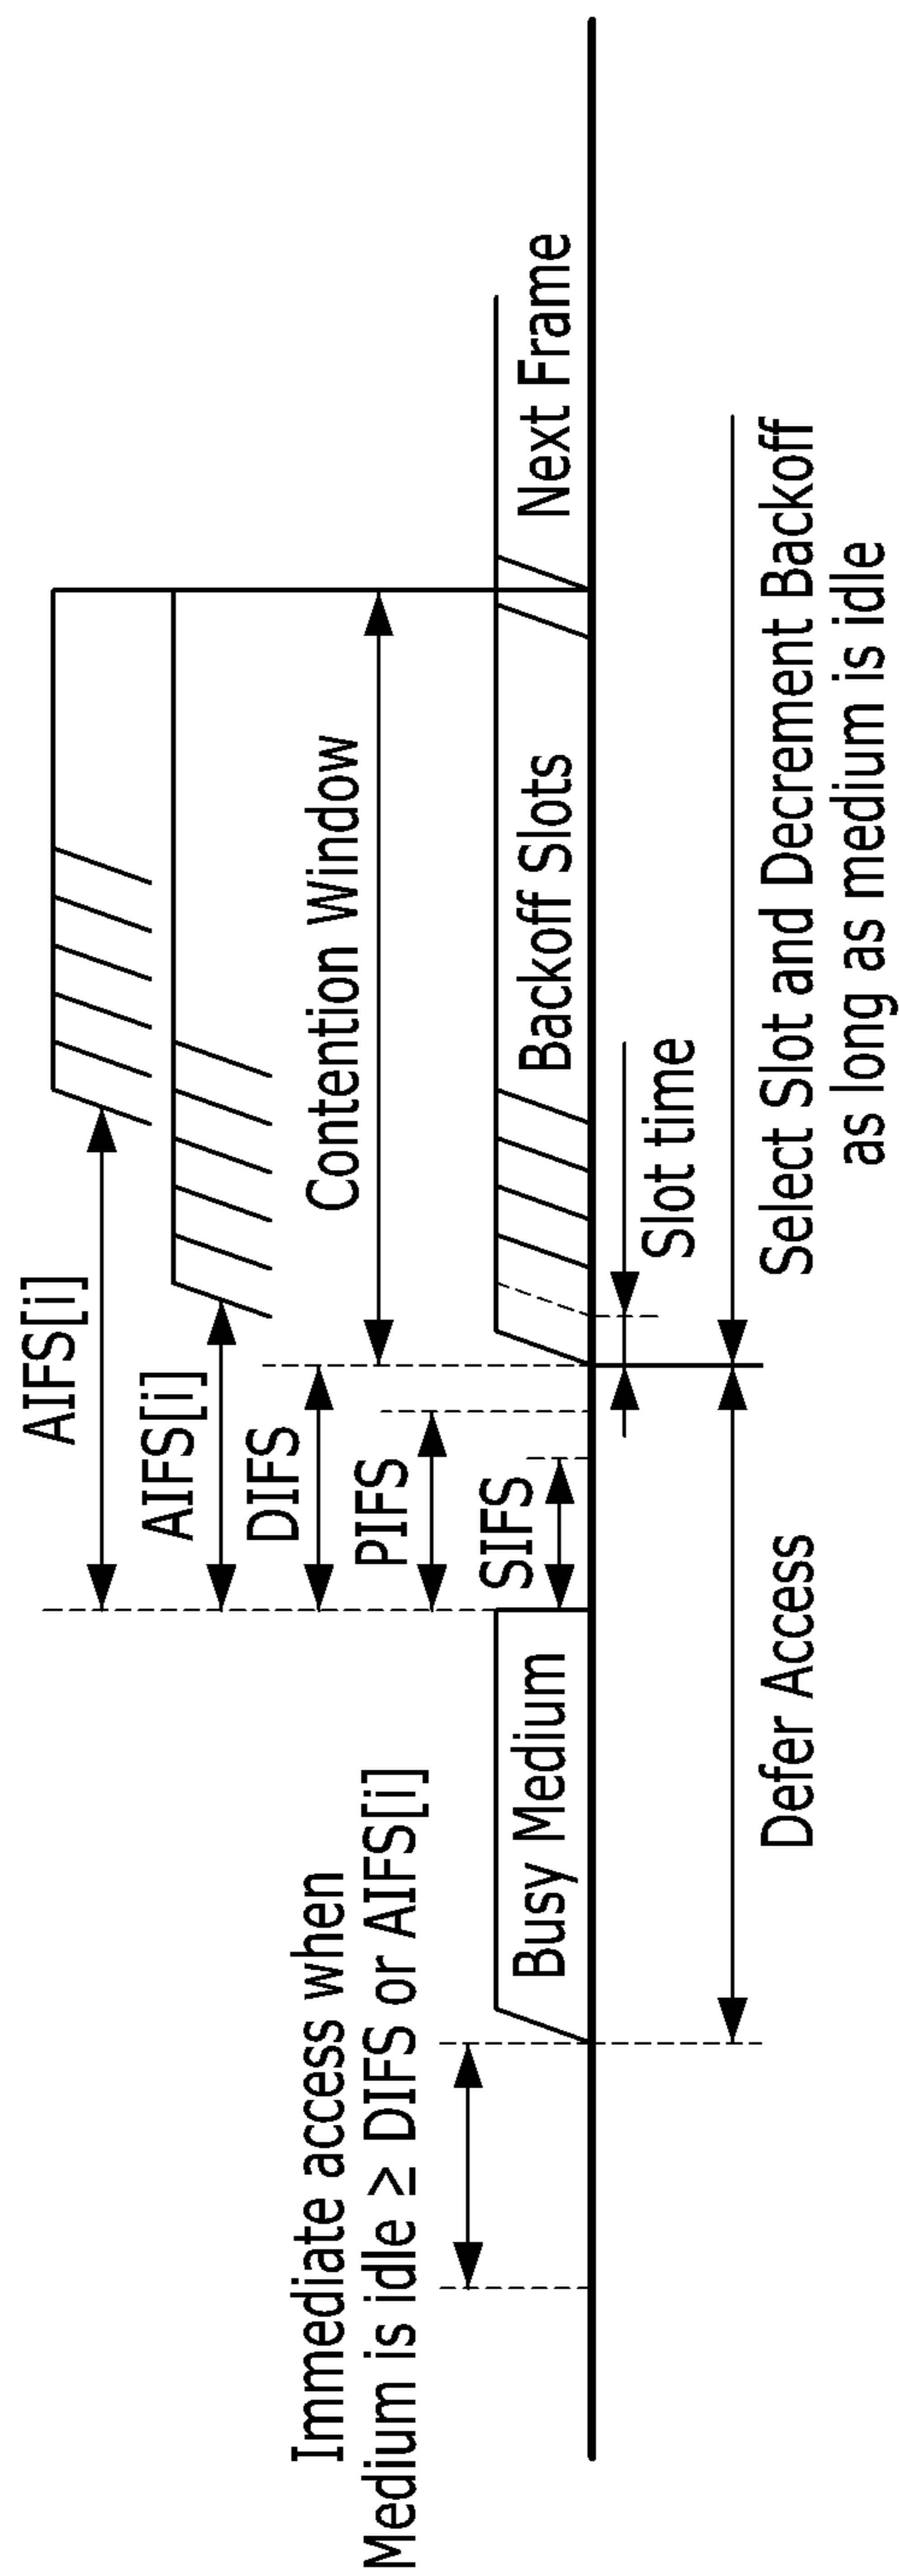 AIFS[i]
AIFS[i]
DIFS
Immediate access when
Medium is idle ≥ DIFS or AIFS[i]
Contention Window
PIFS
SIFS
Busy Medium
Backoff Slots
Next Frame
Slot time
Defer Access
Select Slot and Decrement Backoff
as long as medium is idle